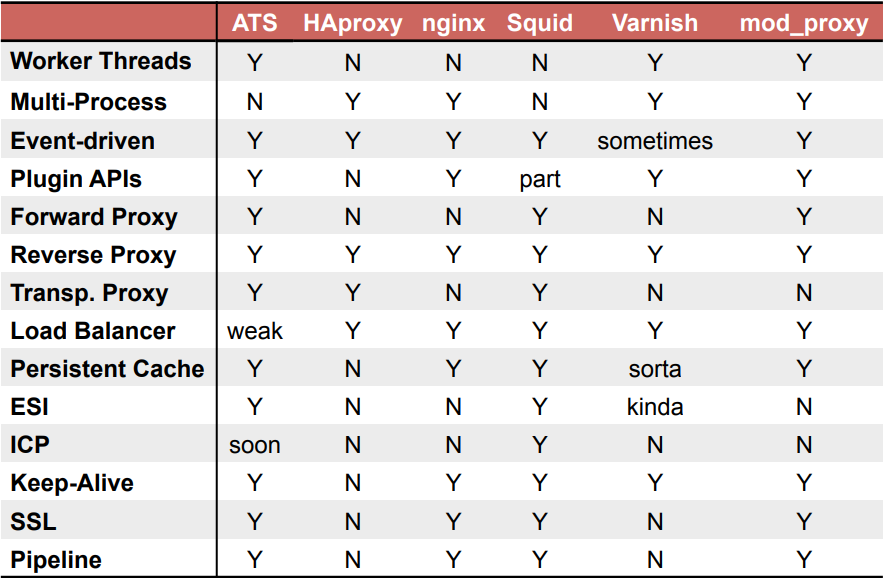 ATS HAproxy nginx Squid Varnish mod_proxy
Worker Threads Y N N N Y Y
Multi-Process N Y Y N Y Y
Event-driven Y Y Y Y sometimes Y
Plugin APIs Y N Y part Y Y
Forward Proxy Y N N Y N Y
Reverse Proxy Y Y Y Y Y Y
Transp. Proxy Y Y N Y N N
Load Balancer weak Y Y Y Y Y
Persistent Cache Y N Y Y sorta Y
ESI Y N N Y kinda N
ICP soon N N Y N N
Keep-Alive Y N Y Y Y Y
SSL Y N Y Y N Y
Pipeline Y N Y Y N Y